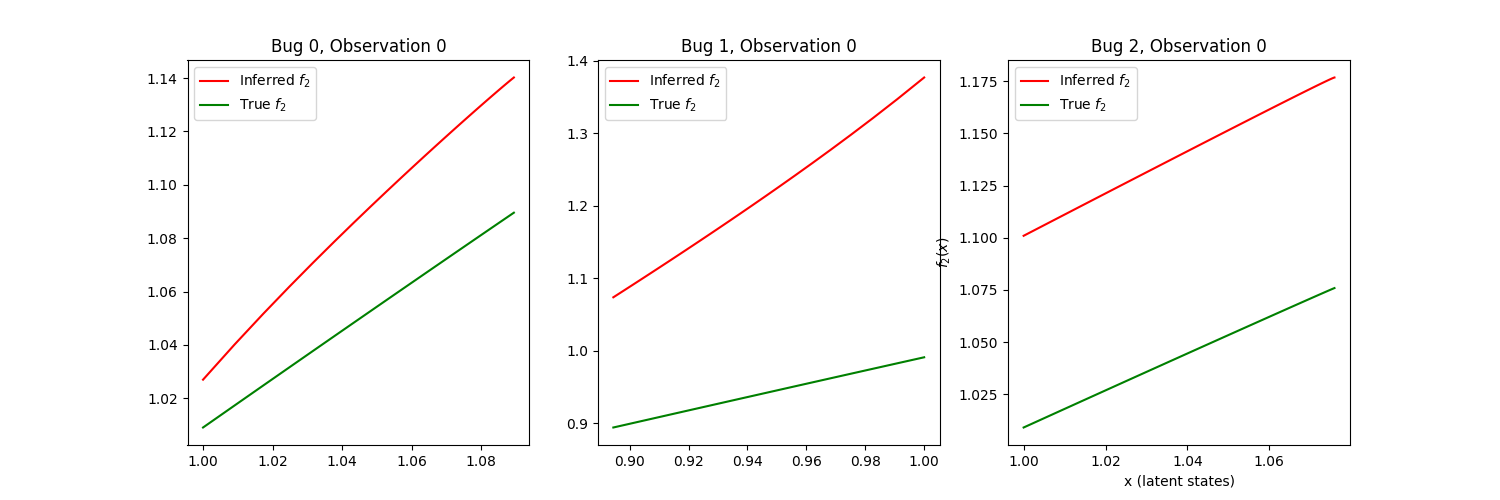 Bug 0, Observation 0
Inferred f₂
True f₂
1.14
1.12
1.10
1.08
1.06
1.04
1.02
1.00 1.02 1.04 1.06 1.08
Bug 1, Observation 0
Inferred f₂
True f₂
1.4
1.3
1.2
1.1
1.0
0.9
0.90 0.92 0.94 0.96 0.98 1.00
Bug 2, Observation 0
Inferred f₂
True f₂
f₂(x)
1.175
1.150
1.125
1.100
1.075
1.050
1.025
1.00 1.02 1.04 1.06
x (latent states)